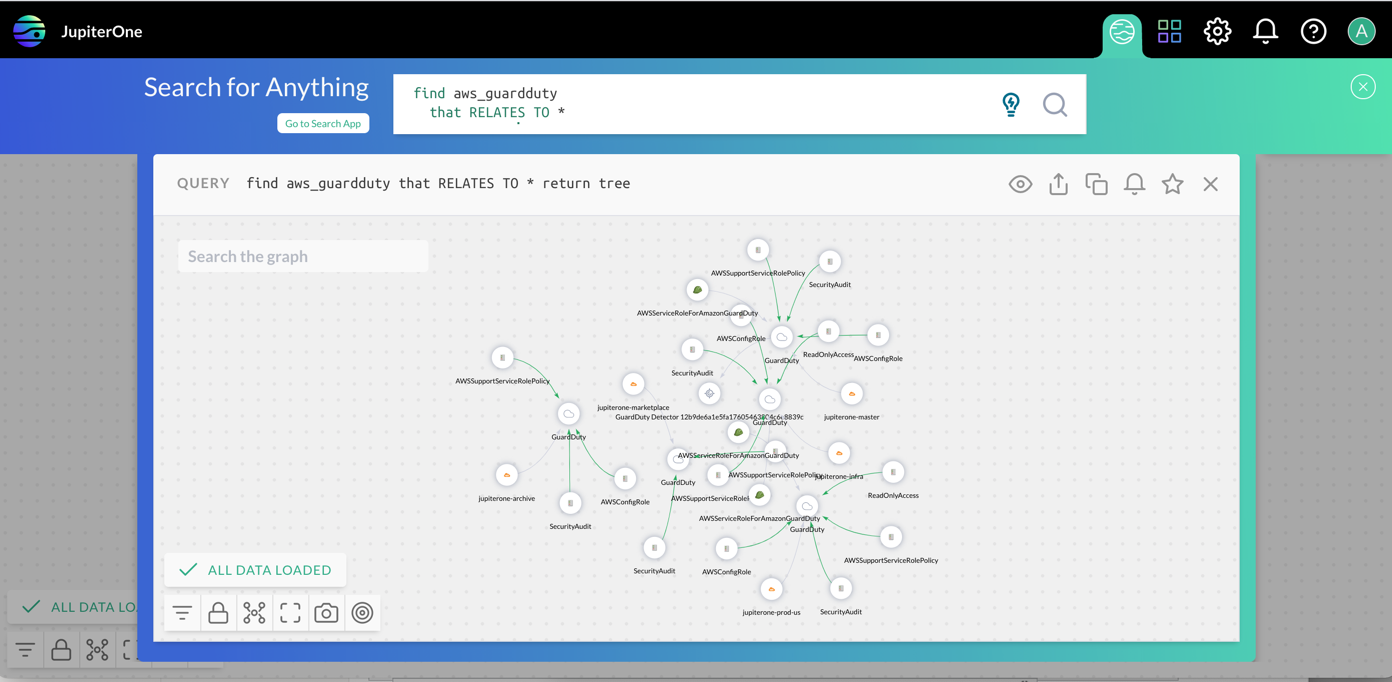 JupiterOne
A
Search for Anything
Go to Search App
find aws_guardduty
that RELATES TO *
QUERY find aws_guardduty that RELATES TO * return tree
Search the graph
AWSSupportServiceRolePolicy
SecurityAudit
AWSServiceRoleForAmazonGuardDuty
AWSConfigRole
GuardDuty
ReadOnlyAccess
AWSConfigRole
SecurityAudit
AWSSupportServiceRolePolicy
jupiterone-marketplace
GuardDuty Detector
jupiterone-master
GuardDuty
GuardDuty
AWSServiceRoleForAmazonGuardDuty
AWSSupportServiceRolePolicy
jupiterone-infra
GuardDuty
ReadOnlyAccess
jupiterone-archive
AWSConfigRole
AWSServiceRoleForAmazonGuardDuty
GuardDuty
SecurityAudit
AWSSupportServiceRolePolicy
SecurityAudit
AWSConfigRole
jupiterone-prod-us
SecurityAudit
ALL DATA LOADED
ALL DATA LO